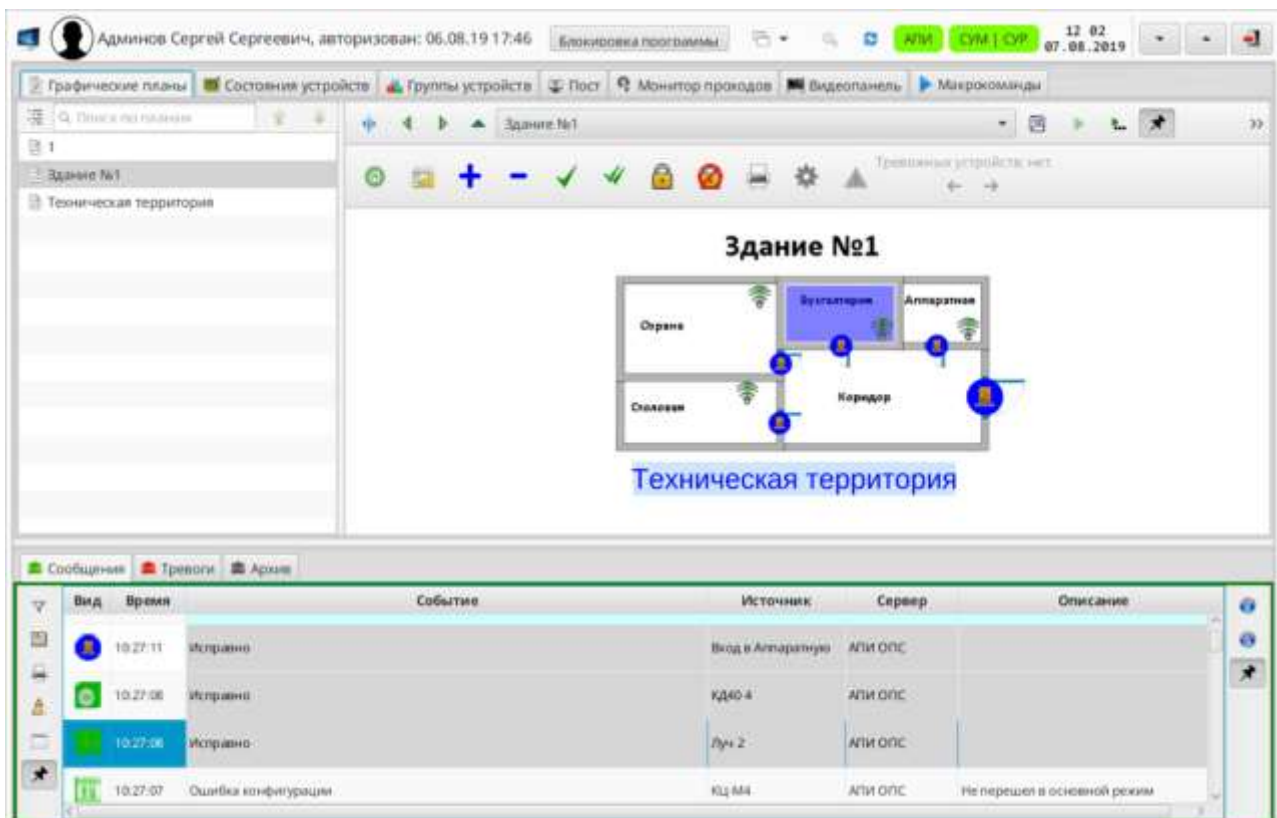 Админов Сергей Сергеевич, авторизован: 06.08.19 17:46 Блокировка программы АПИ СУМ | СУР 12 02
07.08.2019
Графические планы Состояния устройств Группы устройств Пост Монитор проходов Видеопанель Макрокоманды
Поиск по планам Здание №1
1
Здание №1 Тревожных устройств: нет
Техническая территория
Здание №1
Бухгалтерия Аппаратная
Охрана
Коридор
Столовая
Техническая территория
Сообщения Тревоги Архив
Вид Время Событие Источник Сервер Описание
10:27:11 Исправно Вход в Аппаратную АПИ ОПС
10:27:08 Исправно КД40 4 АПИ ОПС
10:27:08 Исправно Луч 2 АПИ ОПС
10:27:07 Ошибка конфигурации КЦ-М4 АПИ ОПС Не перешел в основной режим